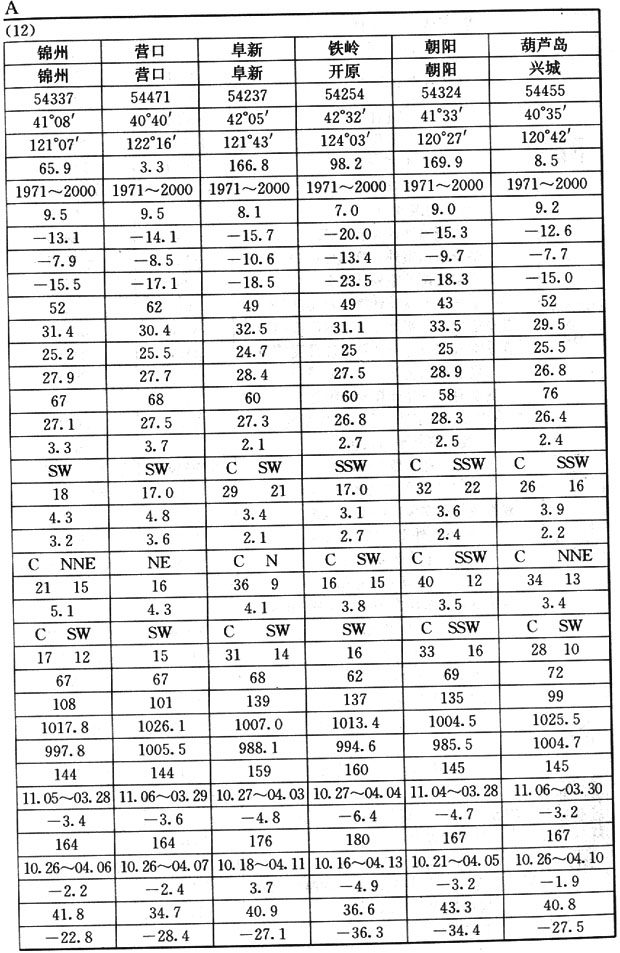 A
(12)
锦州 营口 阜新 铁岭 朝阳 葫芦岛
锦州 营口 阜新 开原 朝阳 兴城
54337 54471 54237 54254 54324 54455
41°08′ 40°40′ 42°05′ 42°32′ 41°33′ 40°35′
121°07′ 122°16′ 121°43′ 124°03′ 120°27′ 120°42′
65.9 3.3 166.8 98.2 169.9 8.5
1971～2000 1971～2000 1971～2000 1971～2000 1971～2000 1971～2000
9.5 9.5 8.1 7.0 9.0 9.2
−13.1 −14.1 −15.7 −20.0 −15.3 −12.6
−7.9 −8.5 −10.6 −13.4 −9.7 −7.7
−15.5 −17.1 −18.5 −23.5 −18.3 −15.0
52 62 49 49 43 52
31.4 30.4 32.5 31.1 33.5 29.5
25.2 25.5 24.7 25 25 25.5
27.9 27.7 28.4 27.5 28.9 26.8
67 68 60 60 58 76
27.1 27.5 27.3 26.8 28.3 26.4
3.3 3.7 2.1 2.7 2.5 2.4
SW SW C SW SSW C SSW C SSW
18 17.0 29 21 17.0 32 22 26 16
4.3 4.8 3.4 3.1 3.6 3.9
3.2 3.6 2.1 2.7 2.4 2.2
C NNE NE C N C SW C SSW C NNE
21 15 16 36 9 16 15 40 12 34 13
5.1 4.3 4.1 3.8 3.5 3.4
C SW SW C SW SW C SSW C SW
17 12 15 31 14 16 33 16 28 10
67 67 68 62 69 72
108 101 139 137 135 99
1017.8 1026.1 1007.0 1013.4 1004.5 1025.5
997.8 1005.5 988.1 994.6 985.5 1004.7
144 144 159 160 145 145
11.05～03.28 11.06～03.29 10.27～04.03 10.27～04.04 11.04～03.28 11.06～03.30
−3.4 −3.6 −4.8 −6.4 −4.7 −3.2
164 164 176 180 167 167
10.26～04.06 10.26～04.07 10.18～04.11 10.16～04.13 10.21～04.05 10.26～04.10
−2.2 −2.4 3.7 −4.9 −3.2 −1.9
41.8 34.7 40.9 36.6 43.3 40.8
−22.8 −28.4 −27.1 −36.3 −34.4 −27.5